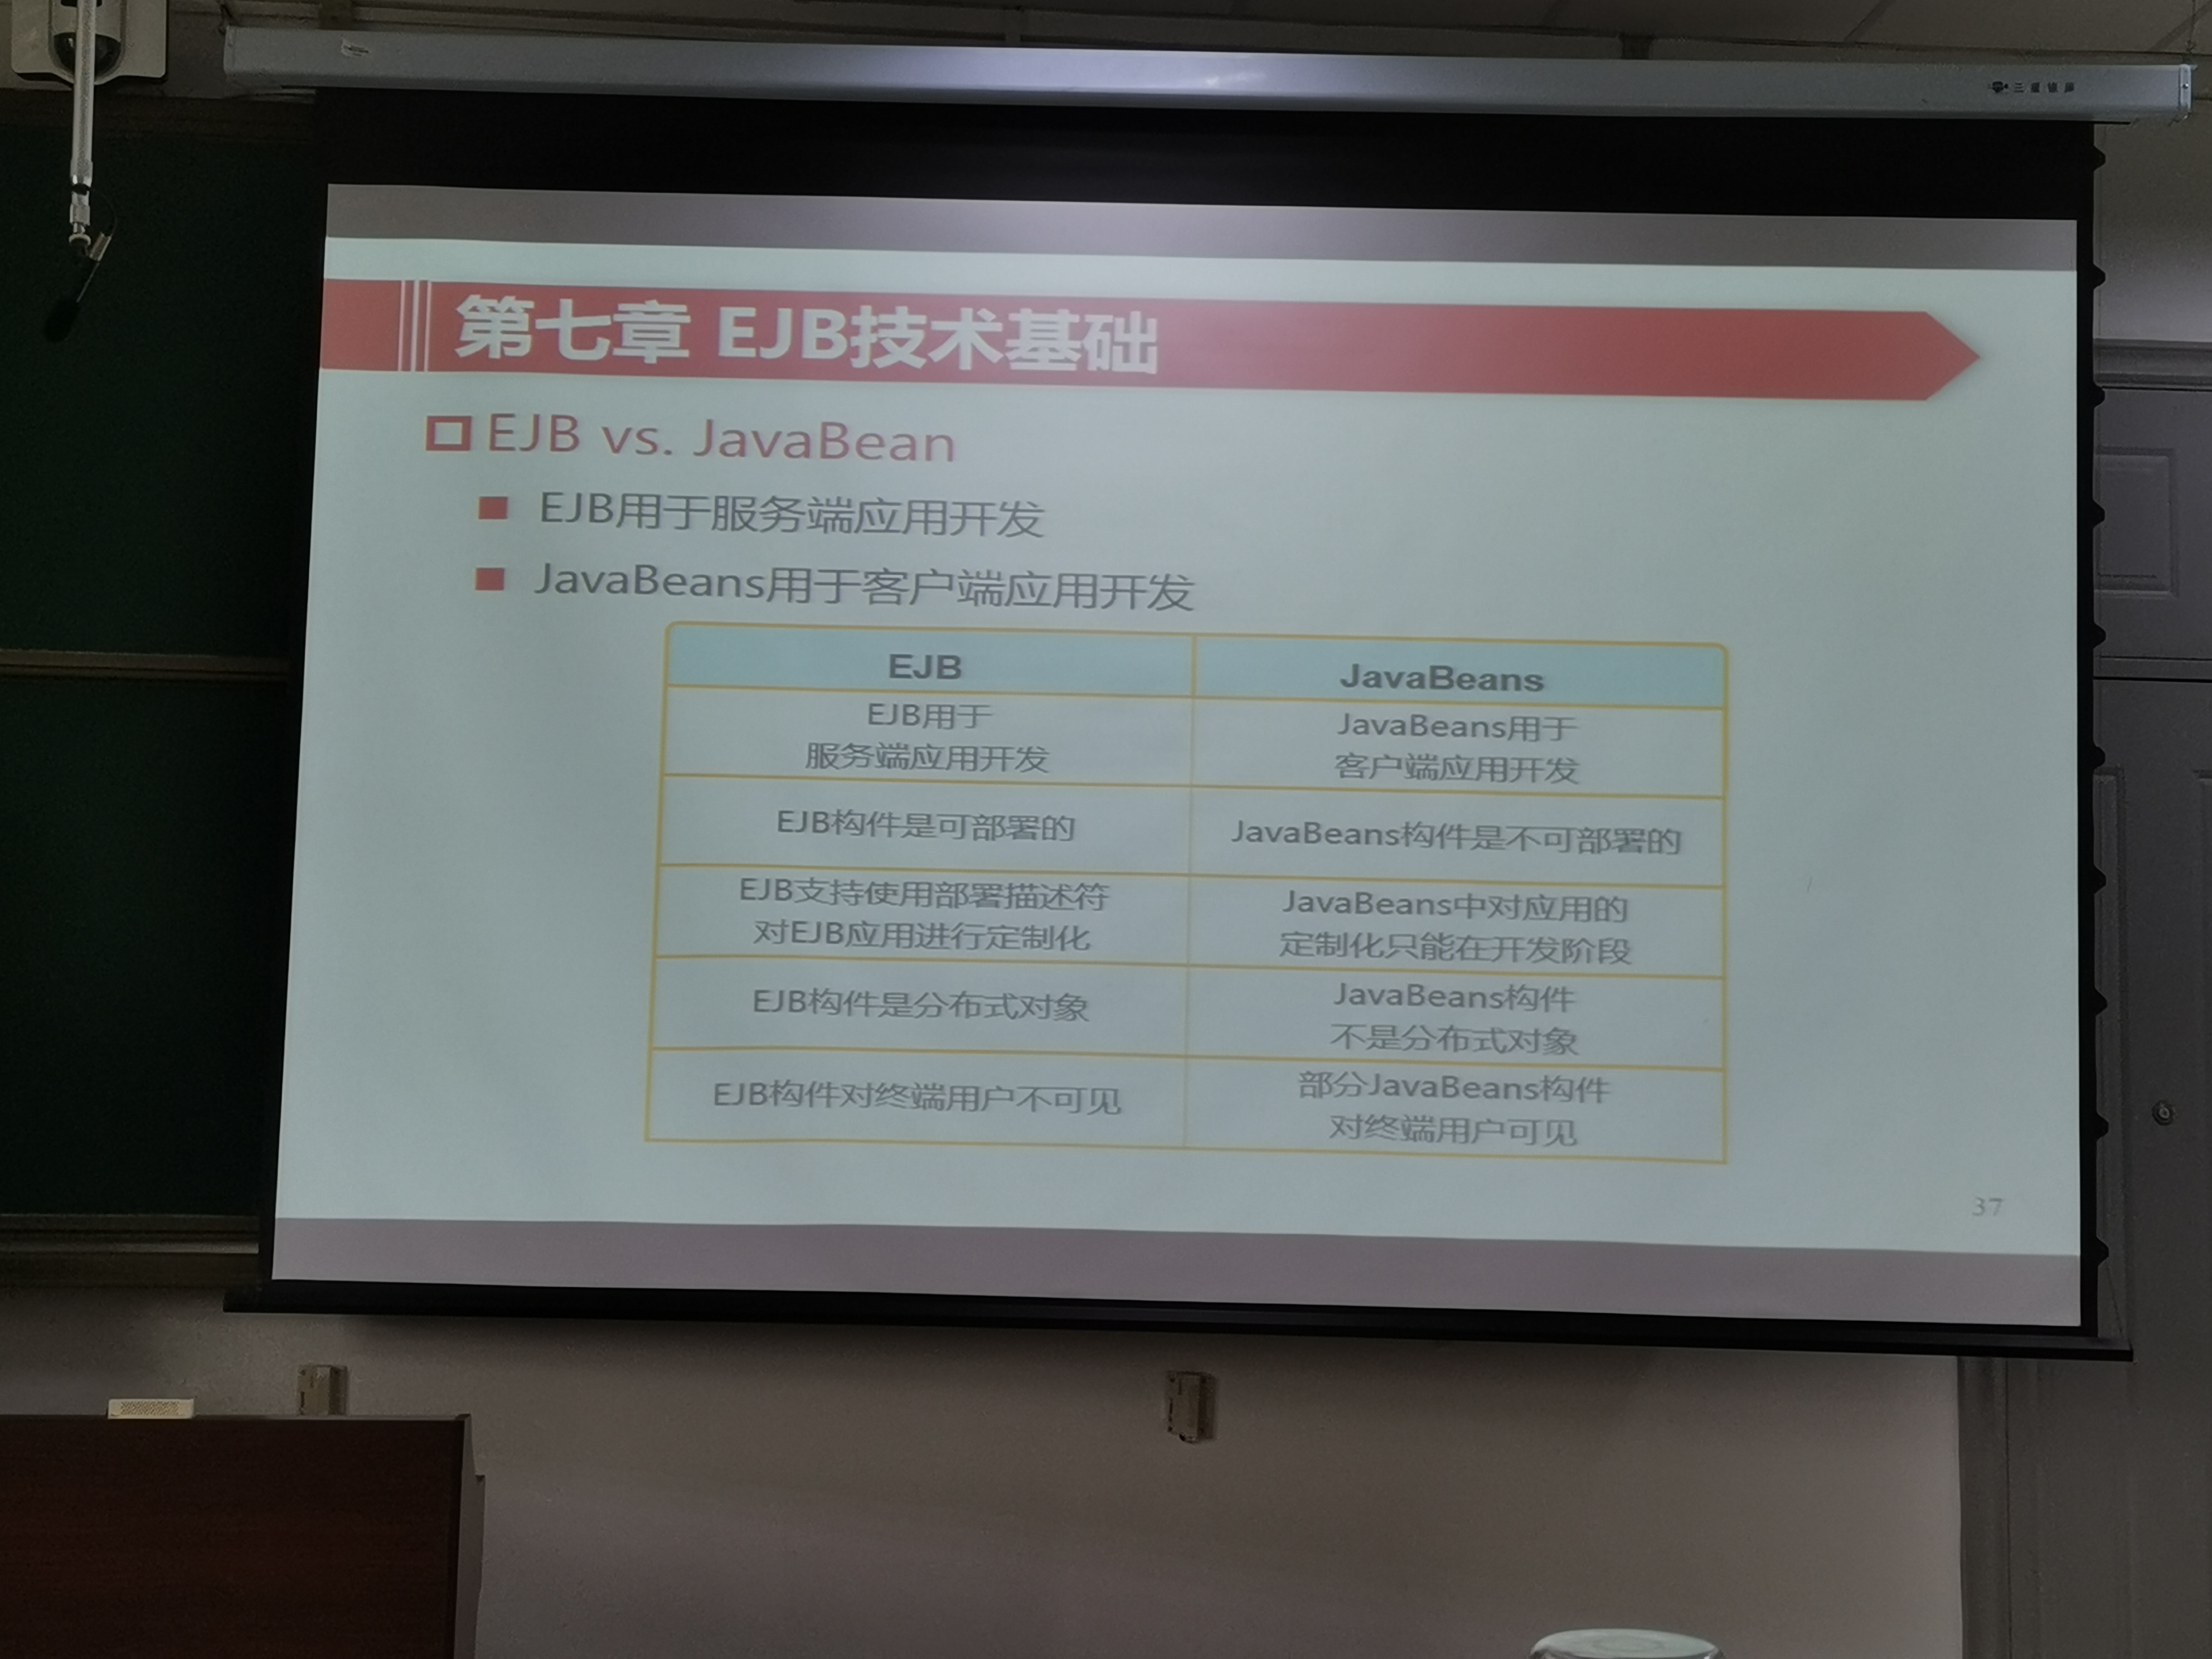 第七章 EJB技术基础
EJB vs. JavaBean
EJB用于服务端应用开发
JavaBeans用于客户端应用开发
EJB
JavaBeans
EJB用于
服务端应用开发
JavaBeans用于
客户端应用开发
EJB构件是可部署的
JavaBeans构件是不可部署的
EJB支持使用部署描述符
对EJB应用进行定制化
JavaBeans中对应用的
定制化只能在开发阶段
EJB构件是分布式对象
JavaBeans构件
不是分布式对象
EJB构件对终端用户不可见
部分JavaBeans构件
对终端用户可见
37